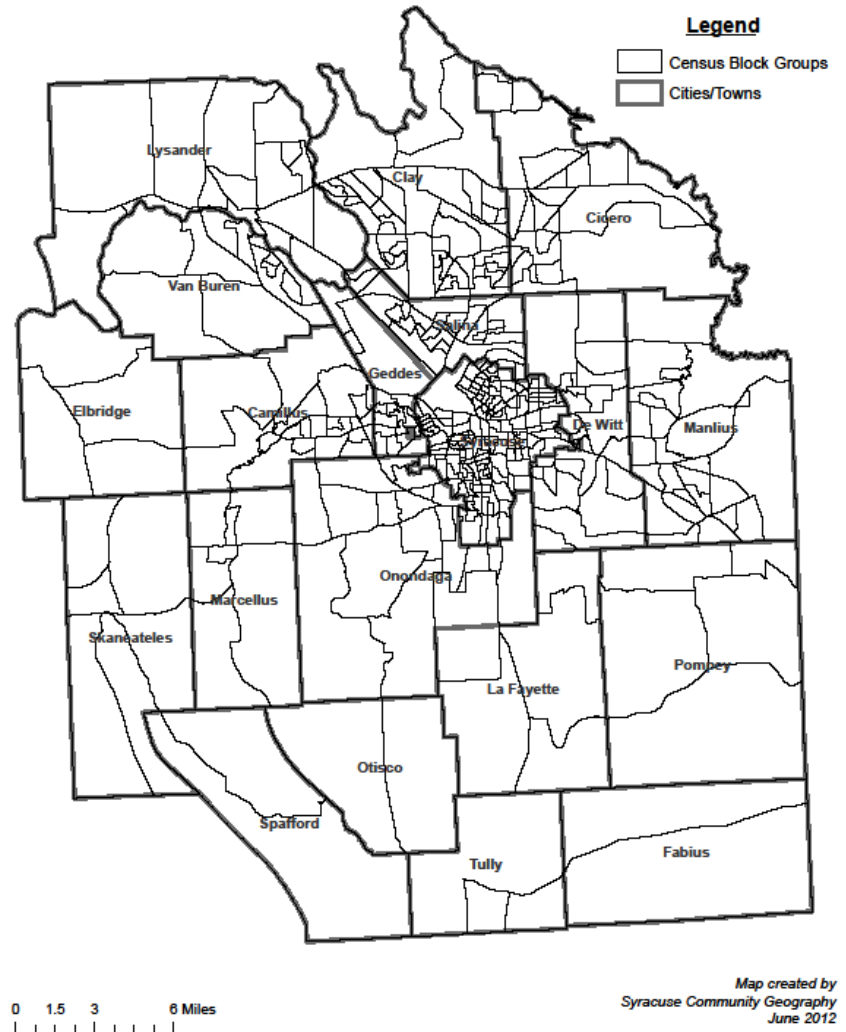 Legend
Census Block Groups
Cities/Towns
Lysander
Clay
Cicero
Van Buren
Salina
Geddes
Elbridge
Camillus
De Witt
Manlius
Syracuse
Onondaga
Marcellus
Skaneateles
Pompey
La Fayette
Otisco
Spafford
Tully
Fabius
0 1.5 3 6 Miles
Map created by
Syracuse Community Geography
June 2012